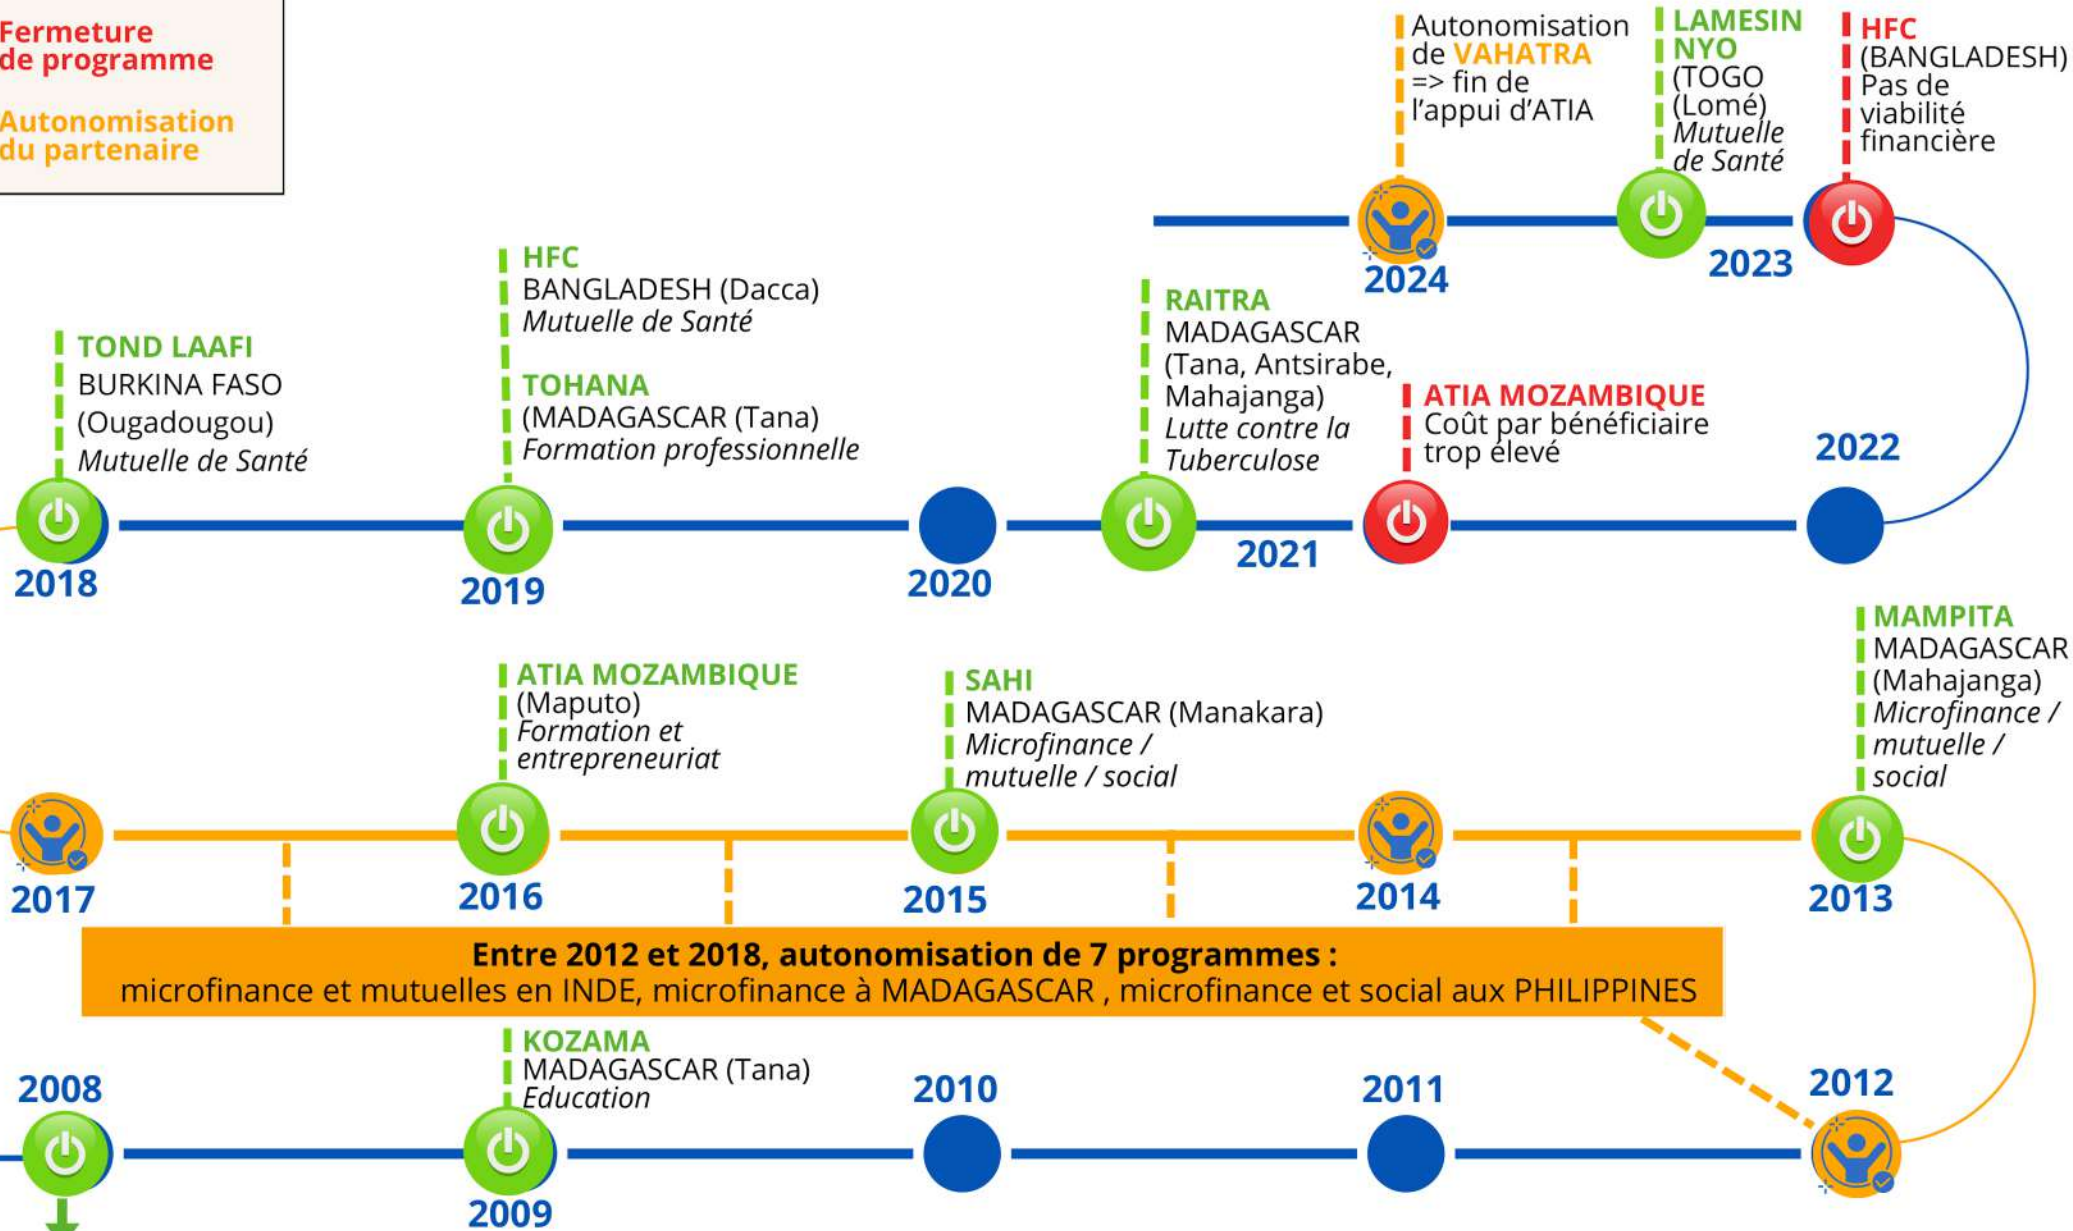 Fermeture
de programme
Autonomisation
du partenaire
Autonomisation
de VAHATRA
=> fin de
l'appui d'ATIA
2024
LAMESIN
NYO
(TOGO
(Lomé)
Mutuelle
de Santé
2023
HFC
(BANGLADESH)
Pas de
viabilité
financière
TOND LAAFI
BURKINA FASO
(Ougadougou)
Mutuelle de Santé
2018
HFC
BANGLADESH (Dacca)
Mutuelle de Santé
TOHANA
(MADAGASCAR (Tana)
Formation professionnelle
2019
2020
RAITRA
MADAGASCAR
(Tana, Antsirabe,
Mahajanga)
Lutte contre la
Tuberculose
2021
ATIA MOZAMBIQUE
Coût par bénéficiaire
trop élevé
2022
2017
ATIA MOZAMBIQUE
(Maputo)
Formation et
entrepreneuriat
2016
SAHI
MADAGASCAR (Manakara)
Microfinance /
mutuelle / social
2015
2014
MAMPITA
MADAGASCAR
(Mahajanga)
Microfinance /
mutuelle /
social
2013
Entre 2012 et 2018, autonomisation de 7 programmes :
microfinance et mutuelles en INDE, microfinance à MADAGASCAR , microfinance et social aux PHILIPPINES
2008
KOZAMA
MADAGASCAR (Tana)
Education
2009
2010
2011
2012